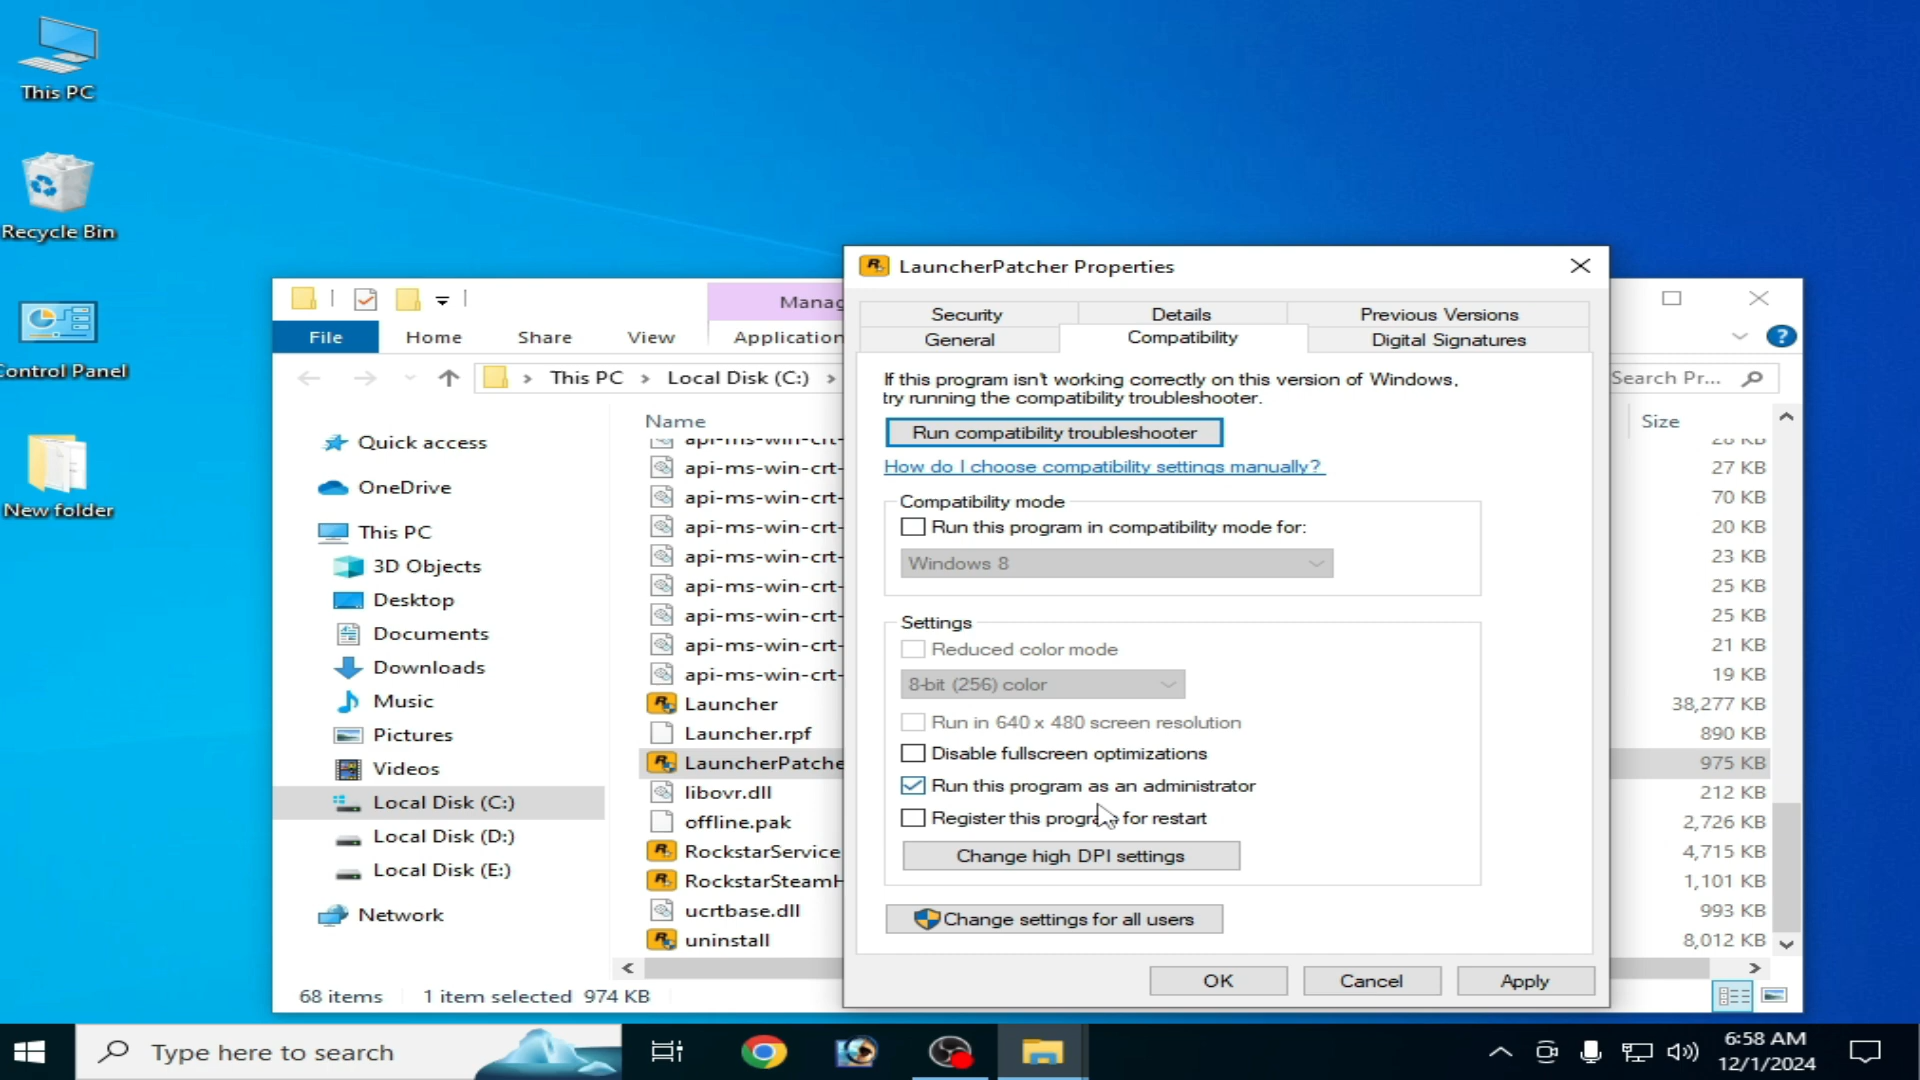 This PC
Recycle Bin
Control Panel
New folder
Manag
File
Home
Share
View
Application
This PC
Local Disk (C:)
Search Pr...
Quick access
OneDrive
This PC
3D Objects
Desktop
Documents
Downloads
Music
Pictures
Videos
Local Disk (C:)
Local Disk (D:)
Local Disk (E:)
Network
Name
Size
api-ms-win-crt-
28 KB
api-ms-win-crt-
27 KB
api-ms-win-crt-
70 KB
api-ms-win-crt-
20 KB
api-ms-win-crt-
23 KB
api-ms-win-crt-
25 KB
api-ms-win-crt-
25 KB
api-ms-win-crt-
21 KB
api-ms-win-crt-
19 KB
Launcher
38,277 KB
Launcher.rpf
890 KB
LauncherPatche
975 KB
libovr.dll
212 KB
offline.pak
2,726 KB
RockstarService
4,715 KB
RockstarSteamH
1,101 KB
ucrtbase.dll
993 KB
uninstall
8,012 KB
68 items
1 item selected 974 KB
LauncherPatcher Properties
Security
Details
Previous Versions
General
Compatibility
Digital Signatures
If this program isn't working correctly on this version of Windows,
try running the compatibility troubleshooter.
Run compatibility troubleshooter
How do I choose compatibility settings manually?
Compatibility mode
Run this program in compatibility mode for:
Windows 8
Settings
Reduced color mode
8-bit (256) color
Run in 640 x 480 screen resolution
Disable fullscreen optimizations
Run this program as an administrator
Register this program for restart
Change high DPI settings
Change settings for all users
OK
Cancel
Apply
Type here to search
6:58 AM
12/1/2024